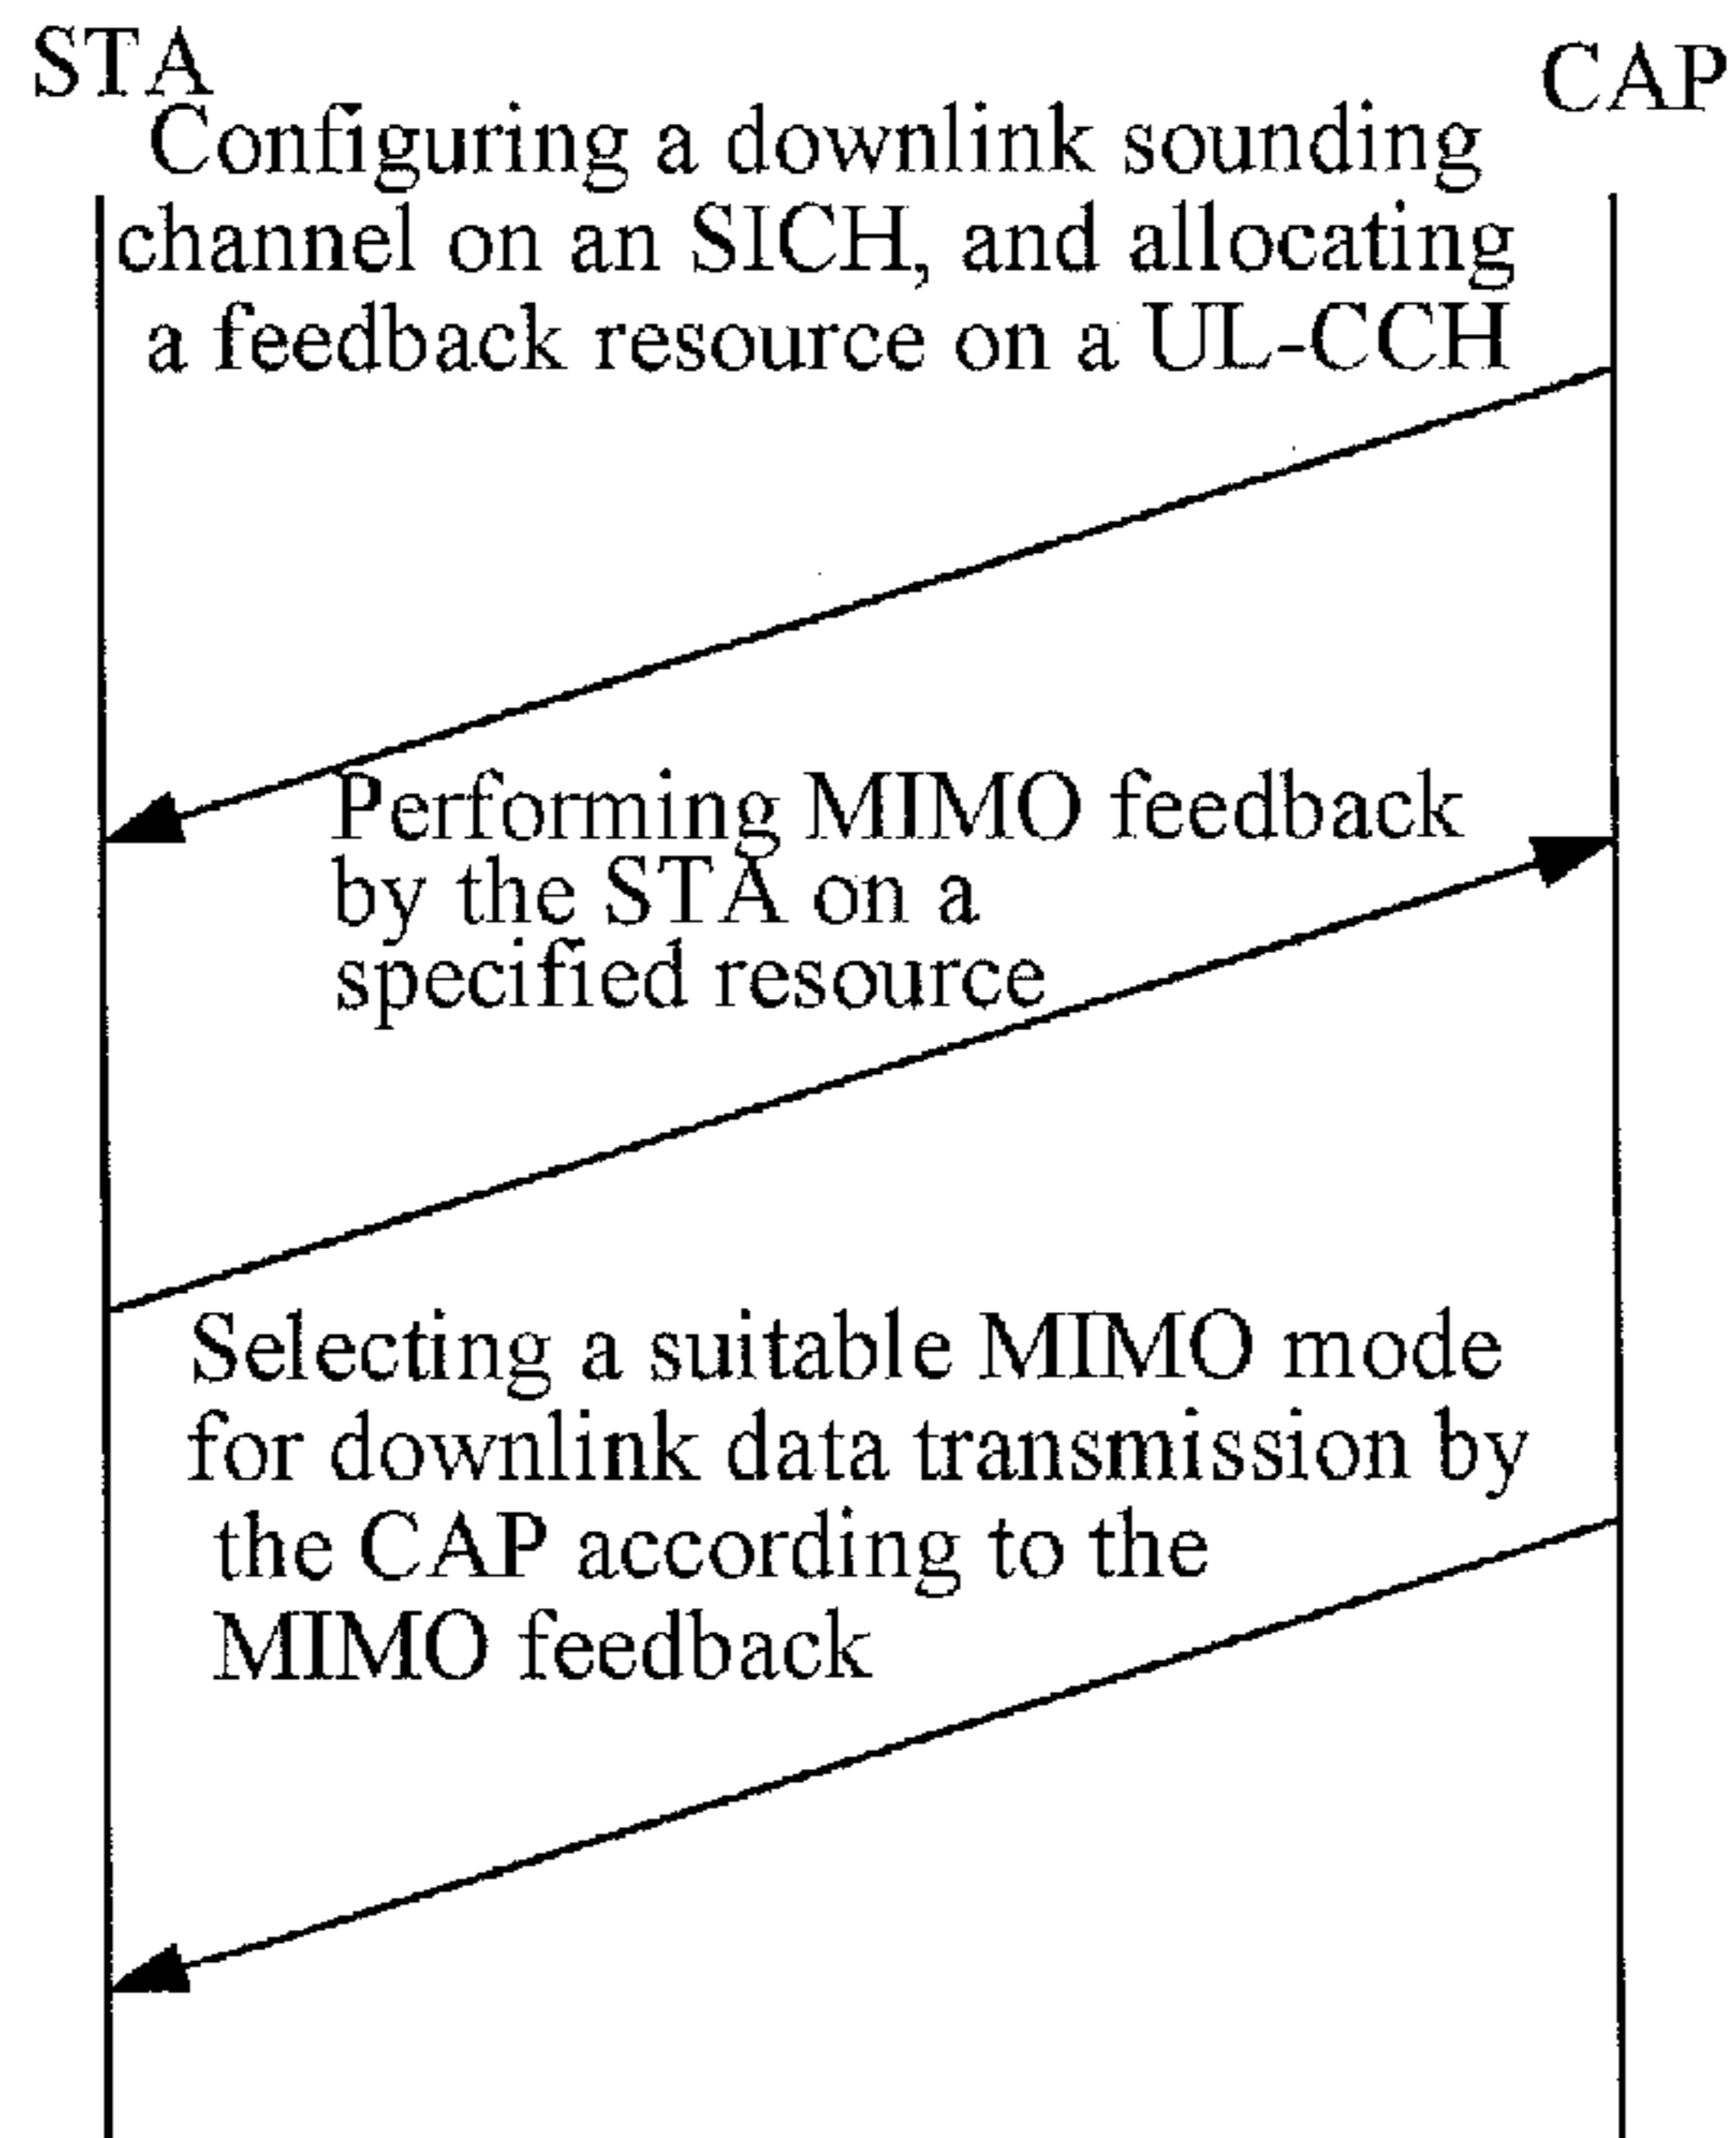 STA
CAP
Configuring a downlink sounding
channel on an SICH, and allocating
a feedback resource on a UL-CCH
Performing MIMO feedback
by the STA on a
specified resource
Selecting a suitable MIMO mode
for downlink data transmission by
the CAP according to the
MIMO feedback